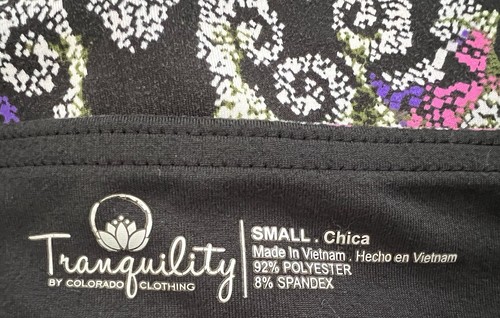 Tranquility
BY COLORADO CLOTHING
SMALL . Chica
Made In Vietnam . Hecho en Vietnam
92% POLYESTER
8% SPANDEX